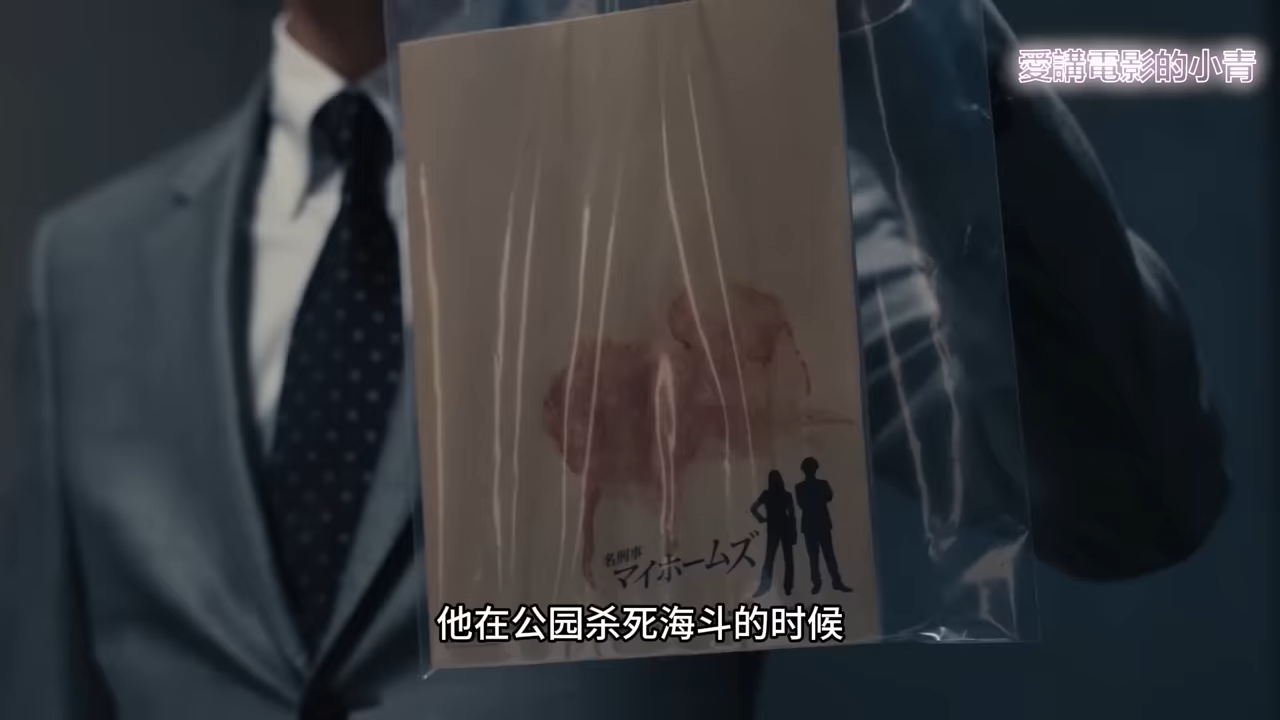 愛講電影的小青
名刑事
マイホームズ
他在公园杀死海斗的时候